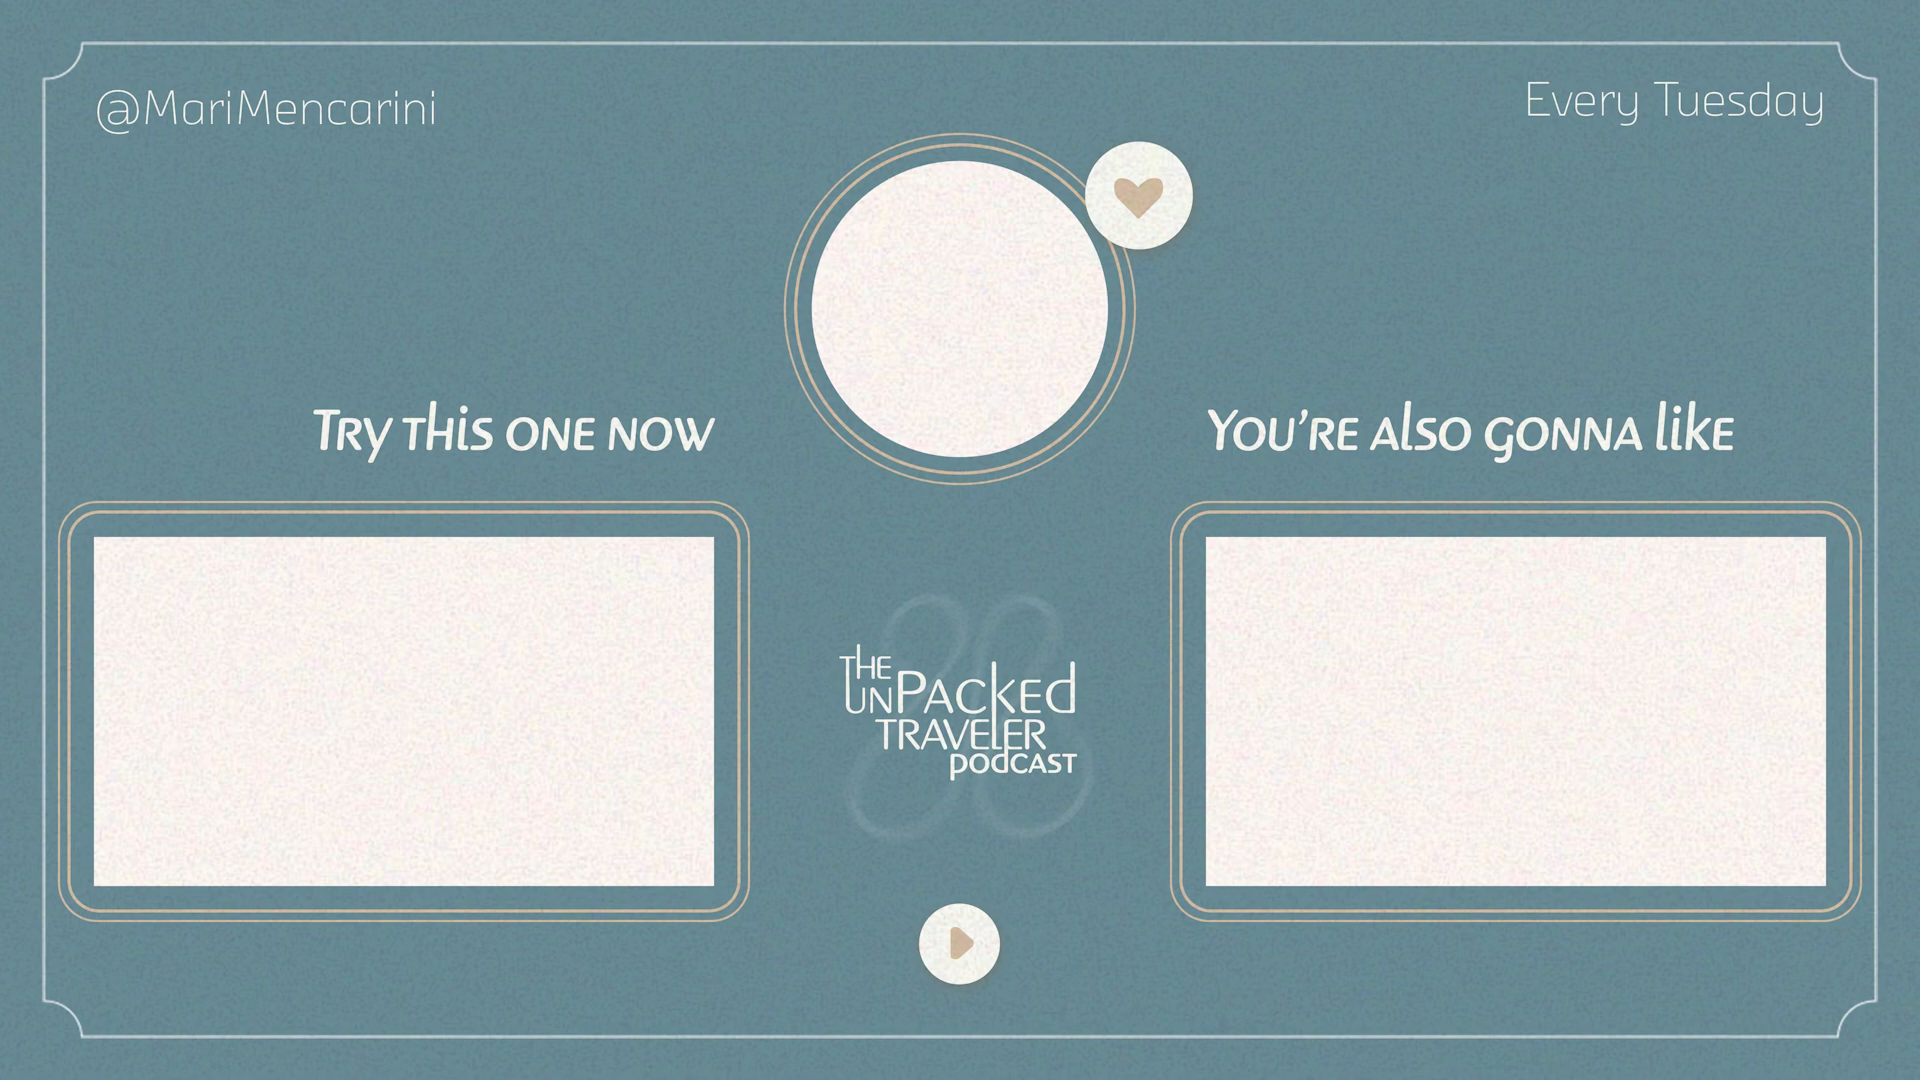 @MariMencarini
Every Tuesday
Try this one now
You're also gonna like
THE
UNPACKED
TRAVELER
PODCAST